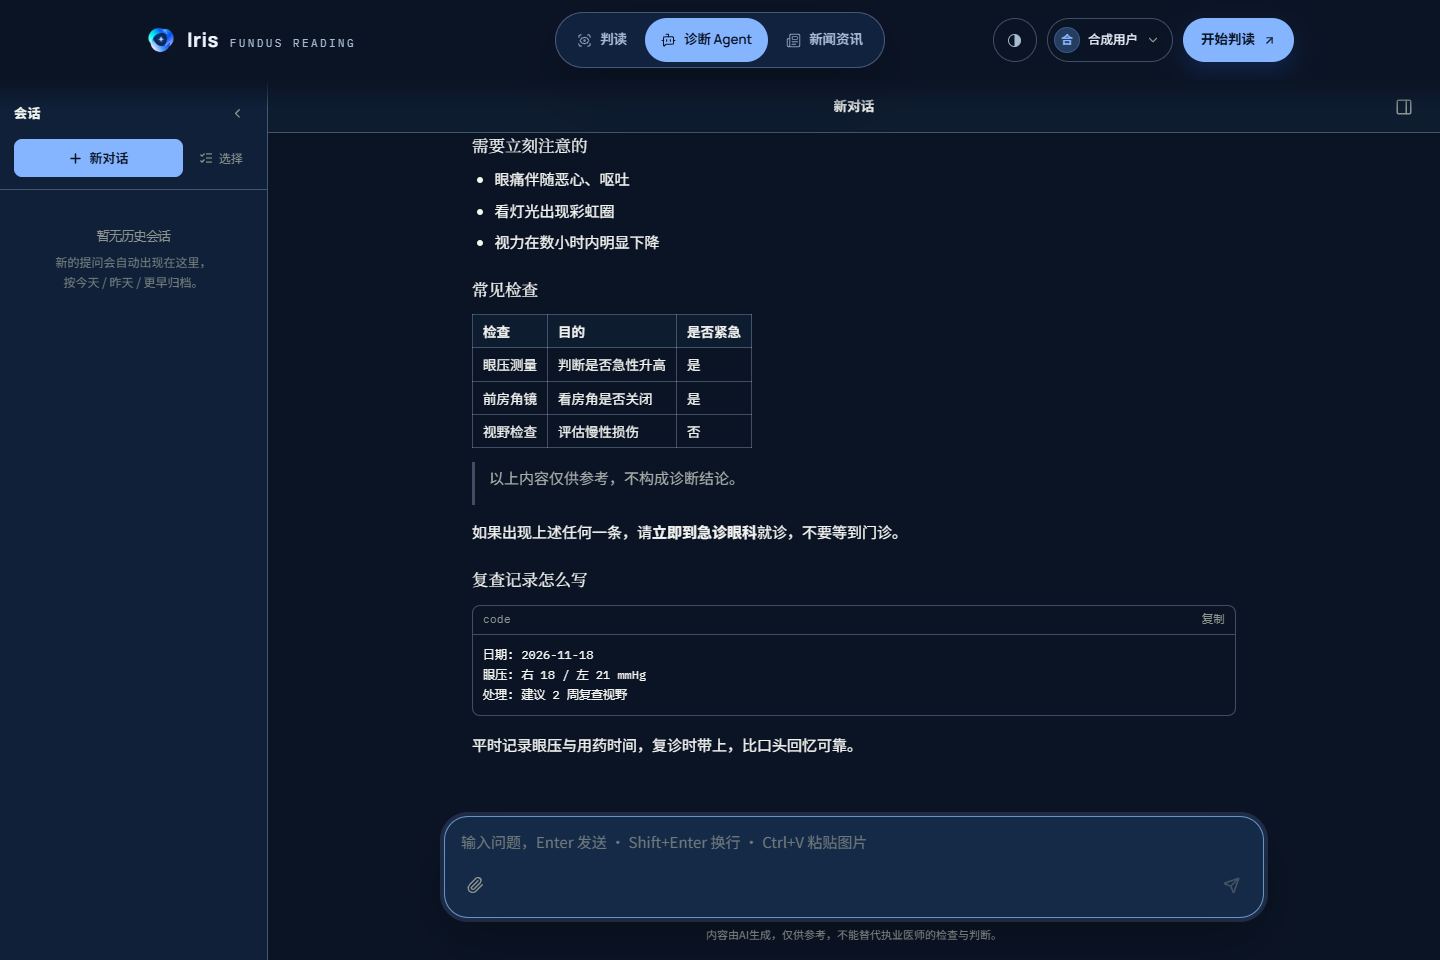 Iris FUNDUS READING
判读
诊断 Agent
新闻资讯
合 合成用户
开始判读
会话
新对话
选择
暂无历史会话
新的提问会自动出现在这里，
按今天 / 昨天 / 更早归档。
新对话
需要立刻注意的
眼痛伴随恶心、呕吐
看灯光出现彩虹圈
视力在数小时内明显下降
常见检查
检查 目的 是否紧急
眼压测量 判断是否急性升高 是
前房角镜 看房角是否关闭 是
视野检查 评估慢性损伤 否
以上内容仅供参考，不构成诊断结论。
如果出现上述任何一条，请立即到急诊眼科就诊，不要等到门诊。
复查记录怎么写
code 复制
日期: 2026-11-18
眼压: 右 18 / 左 21 mmHg
处理: 建议 2 周复查视野
平时记录眼压与用药时间，复诊时带上，比口头回忆可靠。
输入问题，Enter 发送 · Shift+Enter 换行 · Ctrl+V 粘贴图片
内容由AI生成，仅供参考，不能替代执业医师的检查与判断。